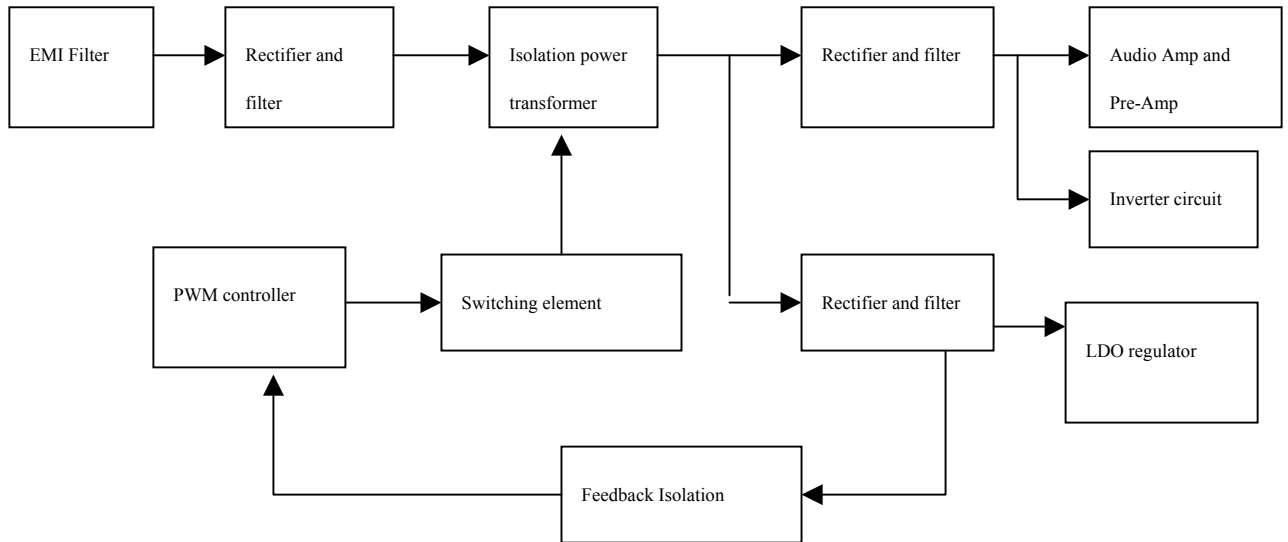 EMI Filter
Rectifier and
filter
Isolation power
transformer
Rectifier and filter
Audio Amp and
Pre-Amp
Inverter circuit
PWM controller
Switching element
Rectifier and filter
LDO regulator
Feedback Isolation